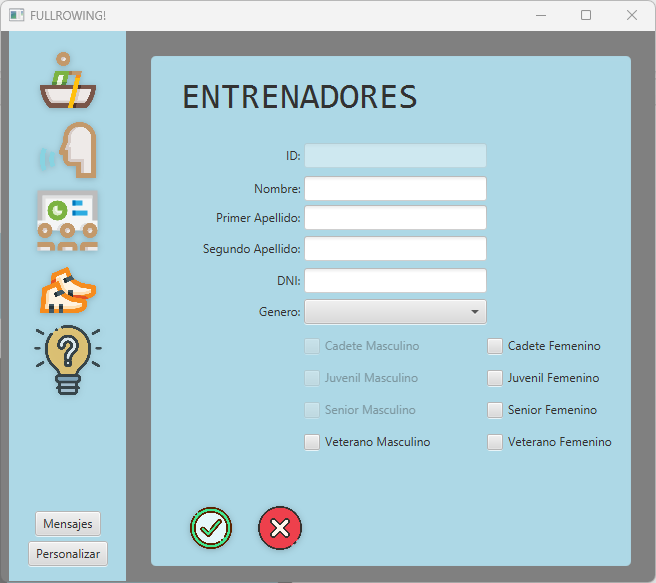 FULLROWING!
ENTRENADORES
ID:
Nombre:
Primer Apellido:
Segundo Apellido:
DNI:
Genero:
Cadete Masculino Cadete Femenino
Juvenil Masculino Juvenil Femenino
Senior Masculino Senior Femenino
Veterano Masculino Veterano Femenino
?
Mensajes
Personalizar